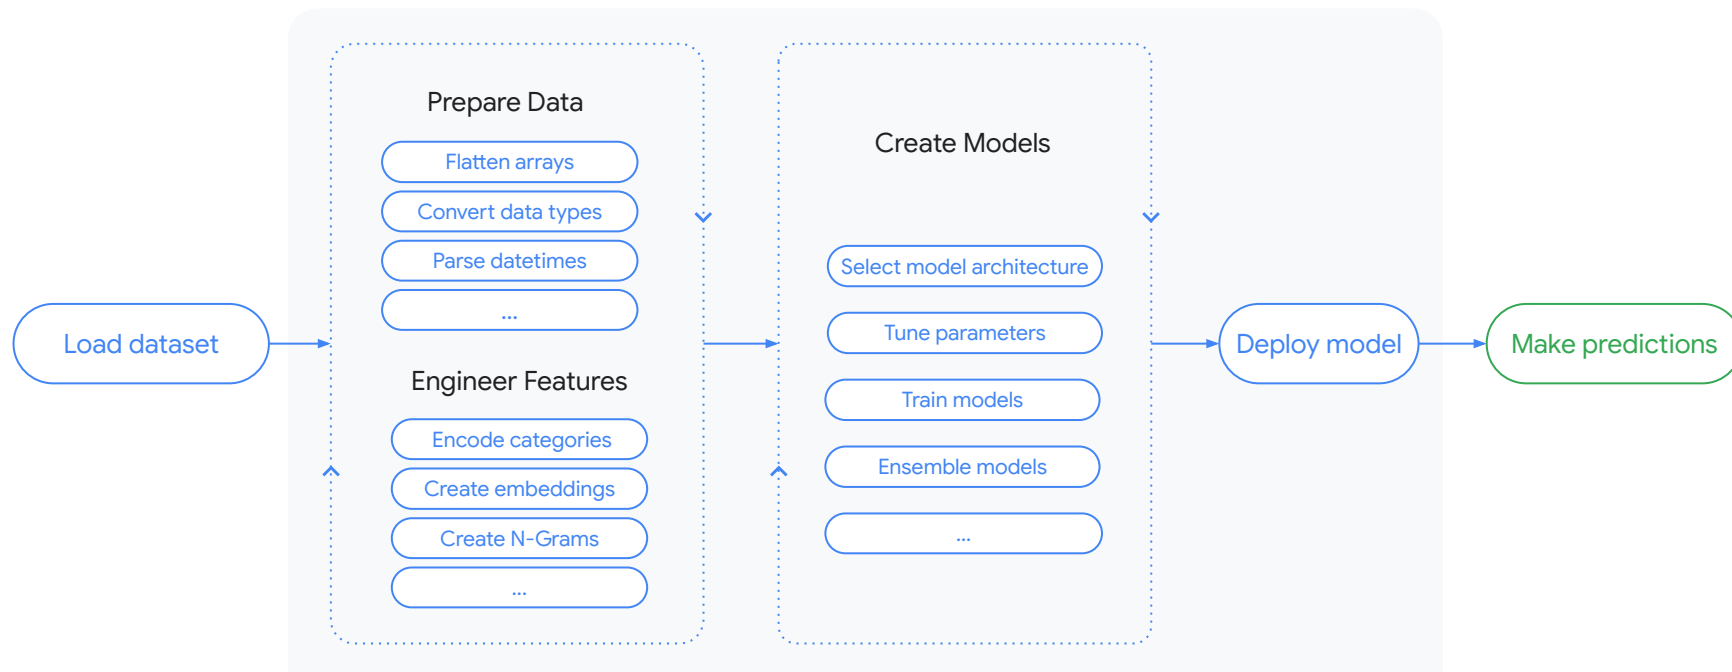 Load dataset
Prepare Data
Flatten arrays
Convert data types
Parse datetimes
...
Engineer Features
Encode categories
Create embeddings
Create N-Grams
...
Create Models
Select model architecture
Tune parameters
Train models
Ensemble models
...
Deploy model
Make predictions